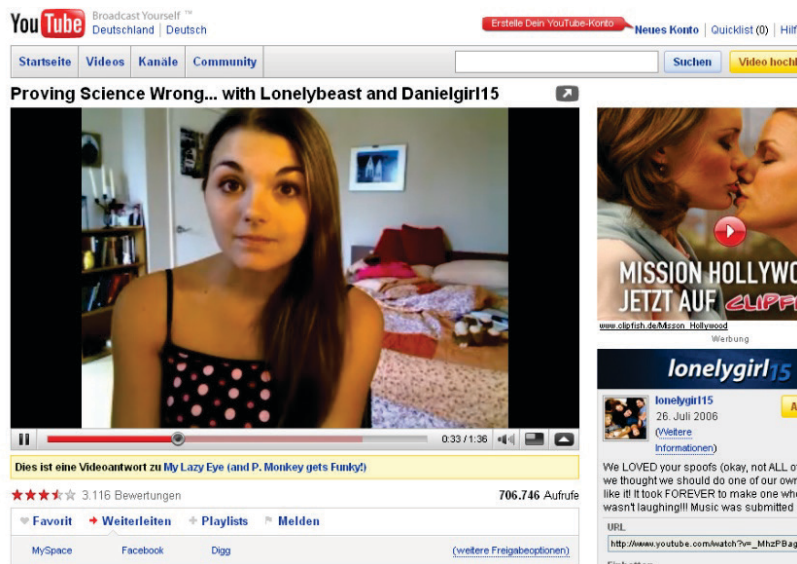 You Tube Broadcast Yourself ™
Deutschland | Deutsch
Erstelle Dein YouTube-Konto
Neues Konto | Quicklist (0) | Hilf
Startseite Videos Kanäle Community
Suchen Video hochl
Proving Science Wrong... with Lonelybeast and Danielgirl15
MISSION HOLLYWO
JETZT AUF CLIPF
www.clipfish.de/Misson_Hollywood
Werbung
0:33 / 1:36
Dies ist eine Videoantwort zu My Lazy Eye (and P. Monkey gets Funky!)
3.116 Bewertungen 706.746 Aufrufe
Favorit Weiterleiten Playlists Melden
MySpace Facebook Digg (weitere Freigabeoptionen)
lonelygirl15
lonelygirl15
26. Juli 2006
(Weitere
Informationen)
A
We LOVED your spoofs (okay, not ALL o
we thought we should do one of our own
like it! It took FOREVER to make one whe
wasn't laughing!!! Music was submitted
URL
http://www.youtube.com/watch?v=_MhzPBag